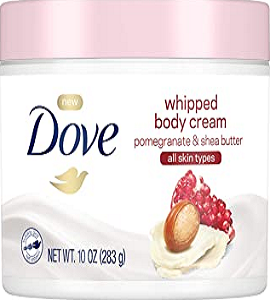 new
Dove
whipped
body cream
pomegranate & shea butter
all skin types
NET WT. 10 OZ (283 g)